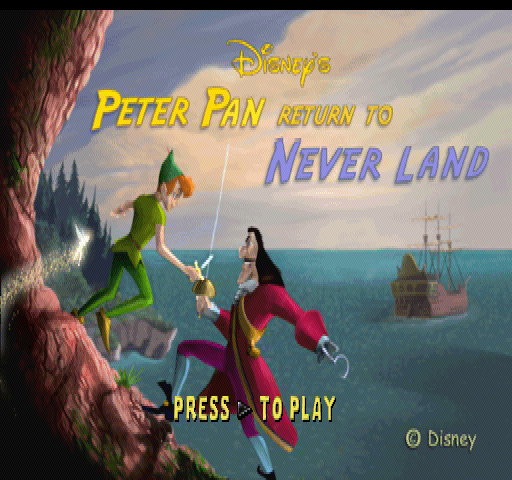 Disney's
PETER PAN RETURN TO
NEVER LAND
PRESS TO PLAY
© Disney